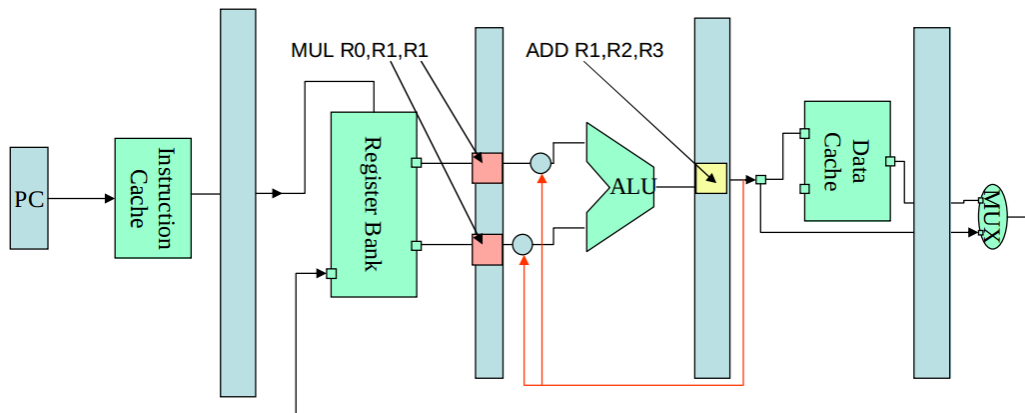 MUL R0,R1,R1
ADD R1,R2,R3
PC
Instruction
Cache
Register Bank
ALU
Data
Cache
MUX